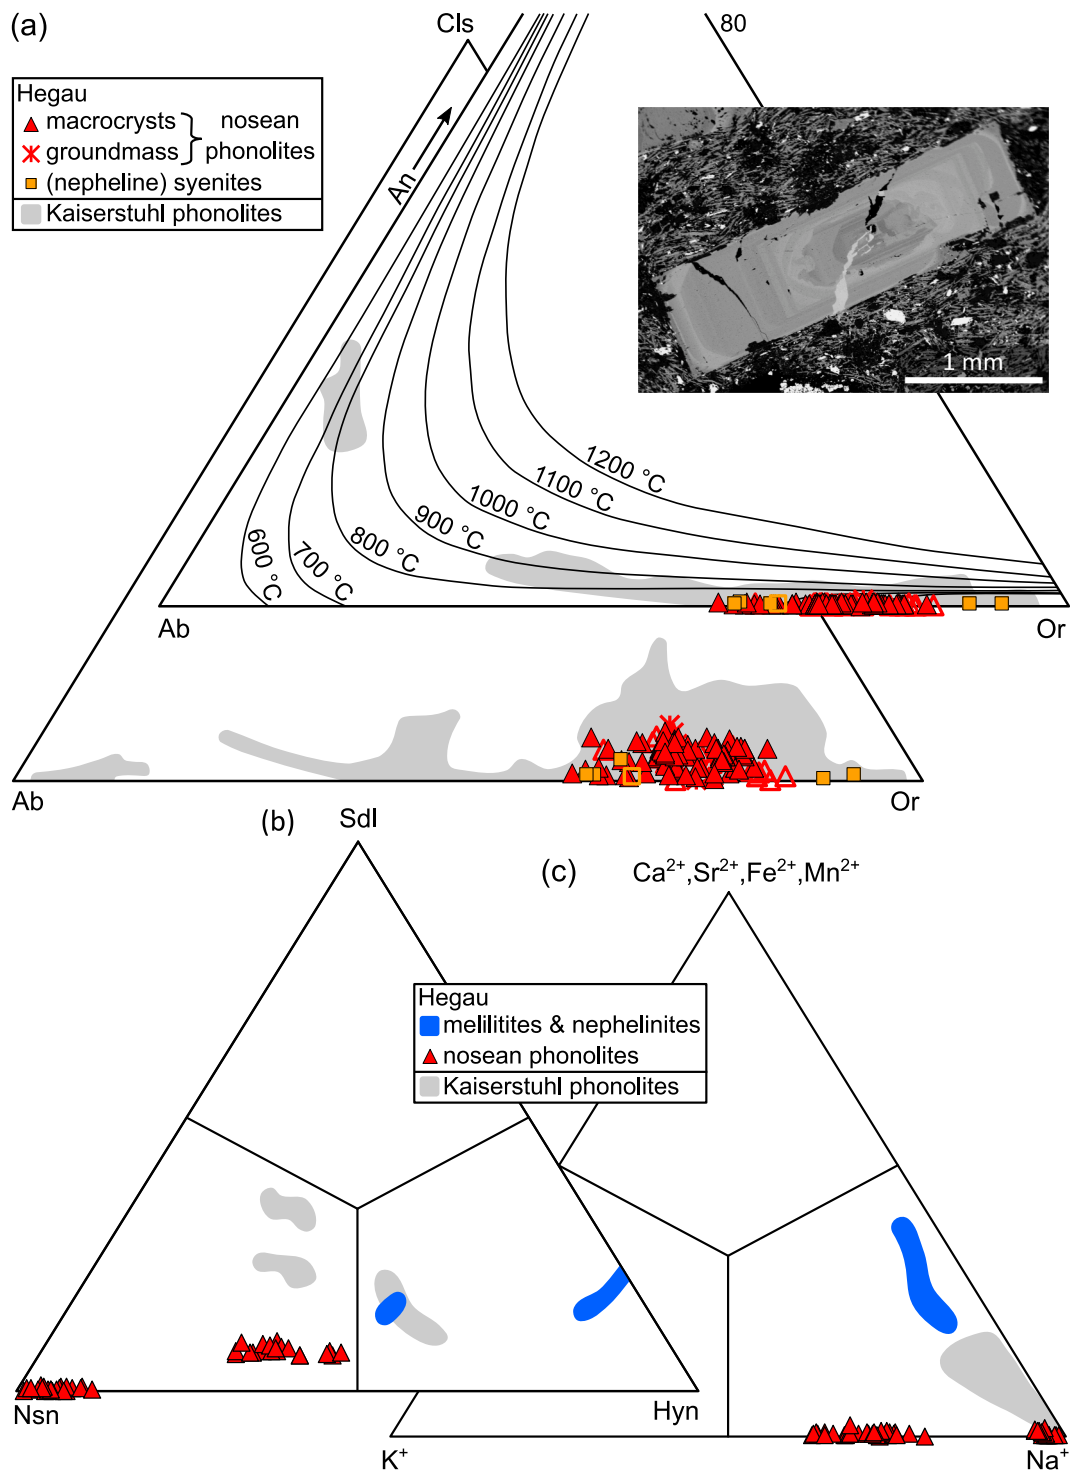 (a)
Cls
80
Hegau
macrocrysts
groundmass
nosean
phonolites
(nepheline) syenites
Kaiserstuhl phonolites
An
1 mm
1200 °C
1100 °C
1000 °C
900 °C
800 °C
700 °C
600 °C
Ab
Or
Ab
Or
(b)
Sdl
(c)
Ca²⁺,Sr²⁺,Fe²⁺,Mn²⁺
Hegau
melilitites & nephelinites
nosean phonolites
Kaiserstuhl phonolites
Nsn
Hyn
K⁺
Na⁺